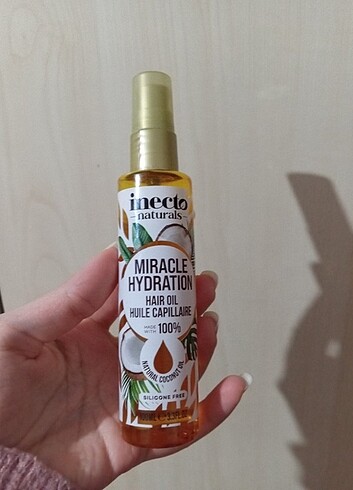 inecto
naturals
MIRACLE
HYDRATION
HAIR OIL
HUILE CAPILLAIRE
MADE
WITH 100%
NATURAL COCONUT OIL
SILICONE FREE